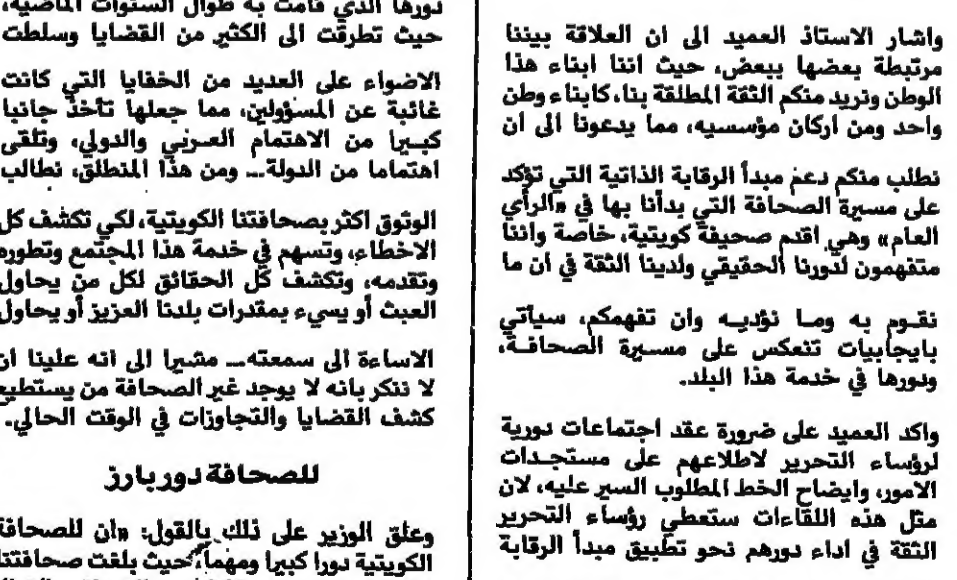 واشار الاستاذ العميد الى ان العلاقة بيننا
مرتبطة بعضها ببعض، حيث اننا ابناء هذا
الوطن ونريد منكم الثقة المطلقة بنا، كابناء وطن
واحد ومن اركان مؤسسيه، مما يدعونا الى ان
نطلب منكم دعم مبدأ الرقابة الذاتية التي تؤكد
على مسيرة الصحافة التي بدأنا بها في «الرأي
العام» وهي اقدم صحيفة كويتية، خاصة واننا
متفهمون لدورنا الحقيقي ولدينا الثقة في ان ما
نقوم به وما نؤديه وان تفهمكم، سيأتي
بايجابيات تنعكس على مسيرة الصحافة،
ودورها في خدمة هذا البلد.
واكد العميد على ضرورة عقد اجتماعات دورية
لرؤساء التحرير لاطلاعهم على مستجدات
الامور، وايضاح الخط المطلوب السير عليه، لان
مثل هذه اللقاءات ستعطي رؤساء التحرير
الثقة في اداء دورهم نحو تطبيق مبدأ الرقابة
دورها الذي قامت به طوال السنوات الماضية،
حيث تطرقت الى الكثير من القضايا وسلطت
الاضواء على العديد من الخفايا التي كانت
غائبة عن المسؤولين، مما جعلها تأخذ جانبا
كبيرا من الاهتمام العربي والدولي، وتلقى
اهتماما من الدولة... ومن هذا المنطلق، نطالب
الوثوق اكثر بصحافتنا الكويتية، لكي تكشف كل
الاخطاء، وتسهم في خدمة هذا المجتمع وتطوره
وتقدمه، وتكشف كل الحقائق لكل من يحاول
العبث أو يسيء بمقدرات بلدنا العزيز أو يحاول
الاساءة الى سمعته... مشيرا الى انه علينا ان
لا ننكر بانه لا يوجد غير الصحافة من يستطيع
كشف القضايا والتجاوزات في الوقت الحالي.
للصحافة دور بارز
وعلق الوزير على ذلك بالقول: «ان للصحافة
الكويتية دورا كبيرا ومهما، حيث بلغت صحافتنا